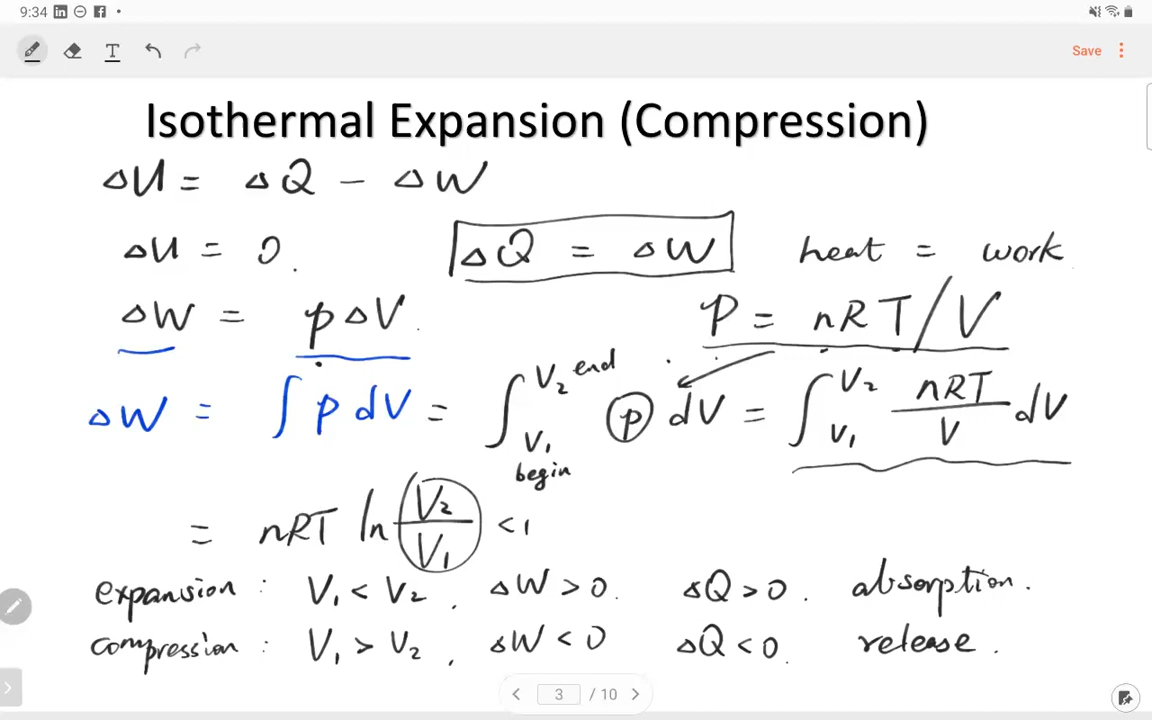 9:34
Save
Isothermal Expansion (Compression)
ΔU = ΔQ - ΔW
ΔU = 0. ΔQ = ΔW heat = work
ΔW = pΔV. P = nRT/V
ΔW = ∫ p dV = ∫_{V₁ begin}^{V₂ end} p dV = ∫_{V₁}^{V₂} nRT/V dV
= nRT ln (V₂/V₁) <1
expansion: V₁ < V₂, ΔW > 0. ΔQ > 0. absorption.
compression: V₁ > V₂, ΔW < 0 ΔQ < 0. release.
3 / 10